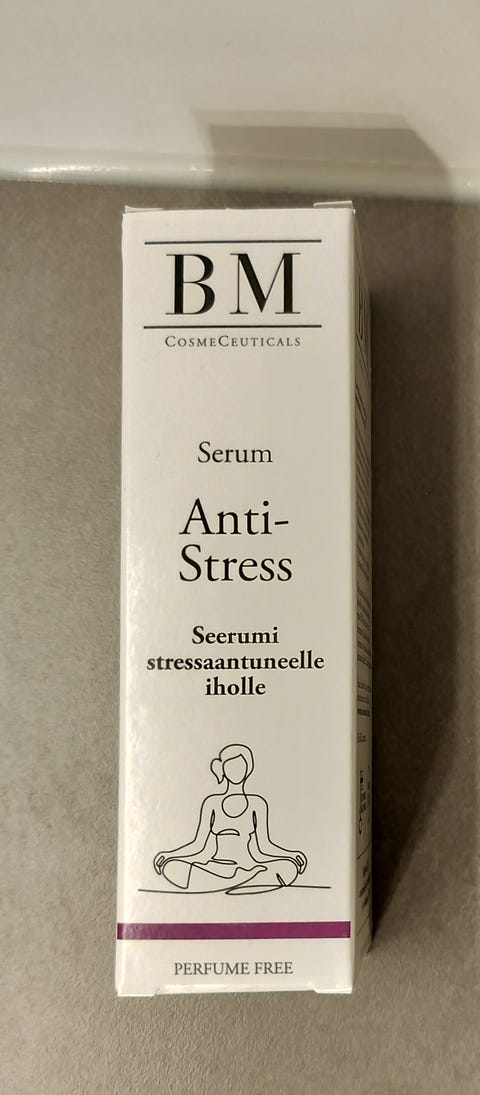 BM
COSMECEUTICALS
Serum
Anti-
Stress
Seerumi
stressaantuneelle
iholle
PERFUME FREE